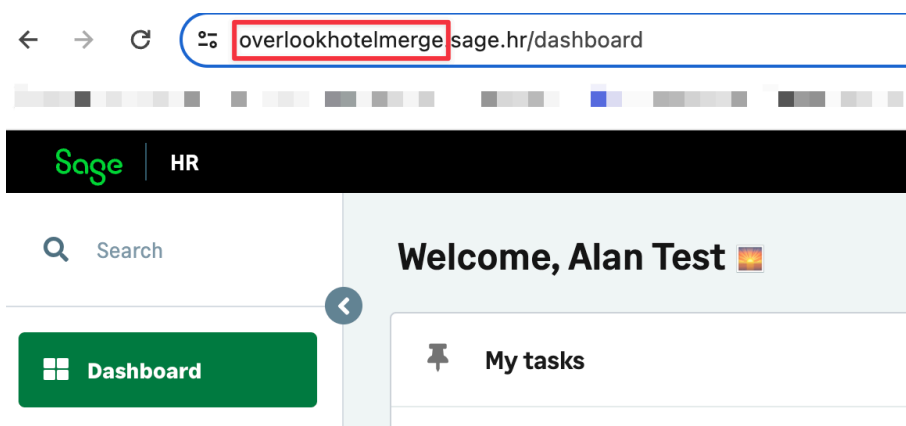 overlookhotelmerge.sage.hr/dashboard
Sage HR
Search
Welcome, Alan Test
Dashboard
My tasks